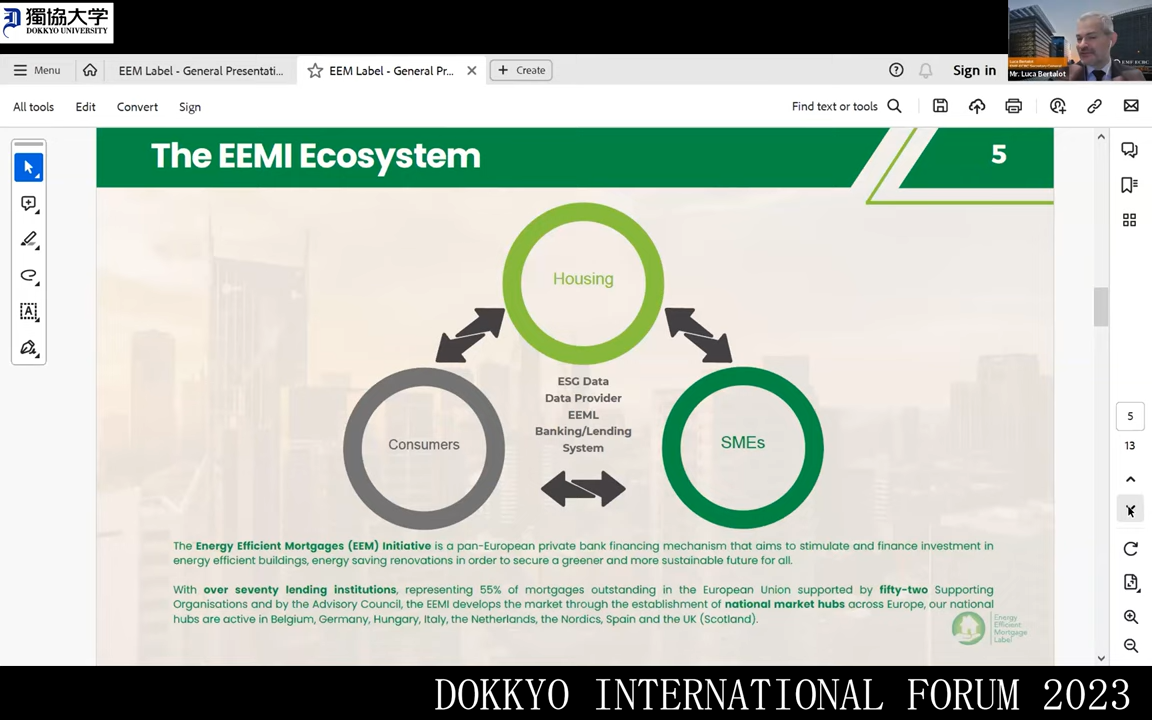 獨協大学
DOKKYO UNIVERSITY
Mr. Luca Bertalot
Menu
EEM Label - General Presentati...
EEM Label - General Pr...
Create
Sign in
All tools
Edit
Convert
Sign
Find text or tools
The EEMI Ecosystem
5
Housing
Consumers
SMEs
ESG Data
Data Provider
EEML
Banking/Lending
System
The Energy Efficient Mortgages (EEM) Initiative is a pan-European private bank financing mechanism that aims to stimulate and finance investment in
energy efficient buildings, energy saving renovations in order to secure a greener and more sustainable future for all.
With over seventy lending institutions, representing 55% of mortgages outstanding in the European Union supported by fifty-two Supporting
Organisations and by the Advisory Council, the EEMI develops the market through the establishment of national market hubs across Europe, our national
hubs are active in Belgium, Germany, Hungary, Italy, the Netherlands, the Nordics, Spain and the UK (Scotland).
Energy
Efficient
Mortgage
Label
5
13
DOKKYO INTERNATIONAL FORUM 2023